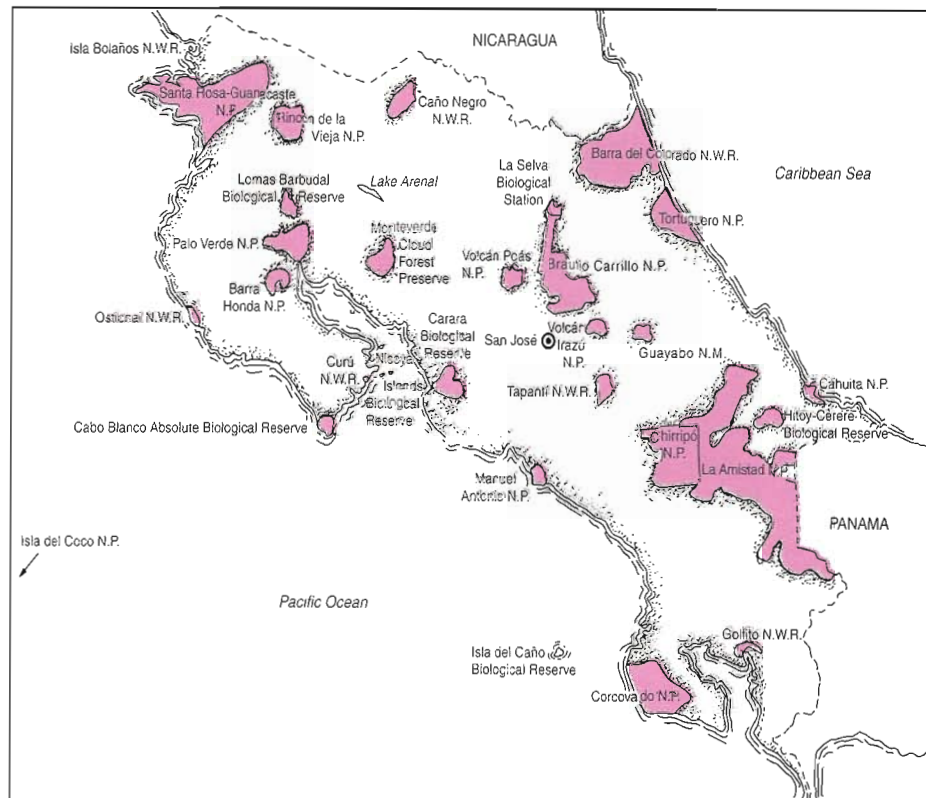 NICARAGUA
Isla Bolaños N.W.R.
Santa Rosa-Guanacaste
N.P.
Rincón de la
Vieja N.P.
Caño Negro
N.W.R.
Barra del Colorado N.W.R.
Caribbean Sea
La Selva
Biological
Station
Lomas Barbudal
Biological Reserve
Lake Arenal
Tortuguero N.P.
Palo Verde N.P.
Monteverde
Cloud
Forest
Preserve
Volcán Poás
N.P.
Braulio Carrillo N.P.
Barra
Honda N.P.
Ostional N.W.R.
Carara
Biological
Reserve
San José
Volcán
Irazú
N.P.
Guayabo N.M.
Curú
N.W.R.
Nicoya
Islands
Biological
Reserve
Tapantí N.W.R.
Cahuita N.P.
Hitoy-Cerere
Biological Reserve
Cabo Blanco Absolute Biological Reserve
Chirripó
N.P.
La Amistad N.P.
Manuel
Antonio N.P.
PANAMA
Isla del Coco N.P.
Pacific Ocean
Golfito N.W.R.
Isla del Caño
Biological Reserve
Corcovado N.P.